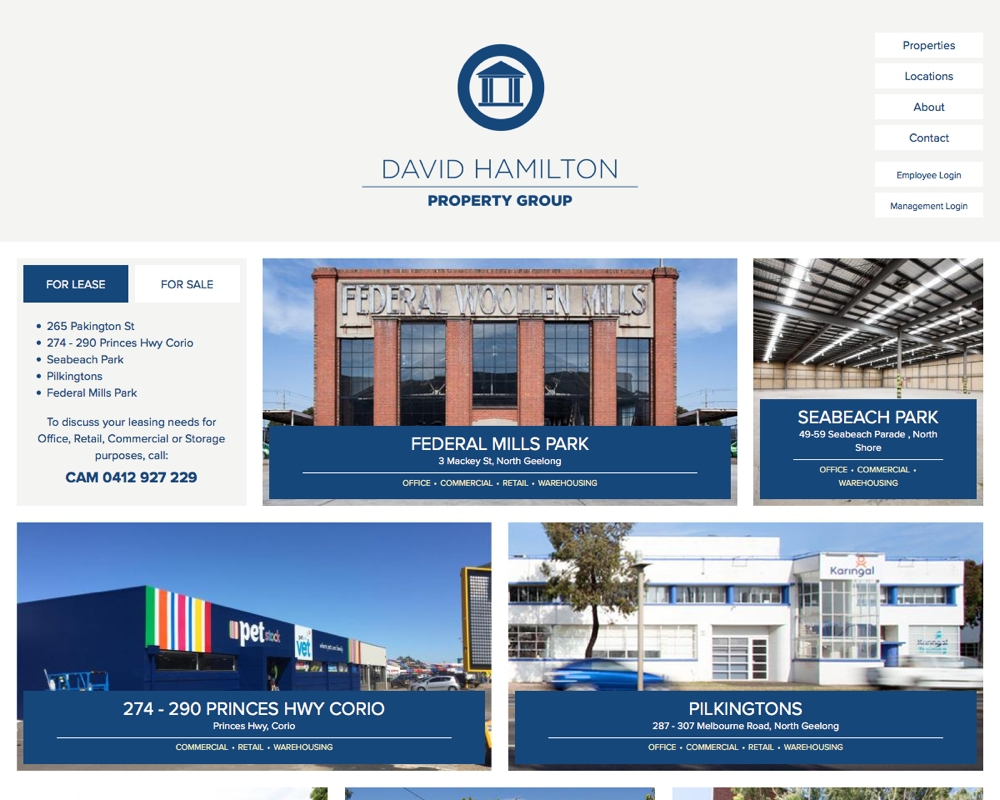 Properties
Locations
About
Contact
Employee Login
Management Login
DAVID HAMILTON
PROPERTY GROUP
FOR LEASE
FOR SALE
• 265 Pakington St
• 274 - 290 Princes Hwy Corio
• Seabeach Park
• Pilkingtons
• Federal Mills Park
To discuss your leasing needs for
Office, Retail, Commercial or Storage
purposes, call:
CAM 0412 927 229
FEDERAL WOOLLEN MILLS
FEDERAL MILLS PARK
3 Mackey St, North Geelong
OFFICE • COMMERCIAL • RETAIL • WAREHOUSING
SEABEACH PARK
49-59 Seabeach Parade , North
Shore
OFFICE • COMMERCIAL •
WAREHOUSING
petstock
vet
274 - 290 PRINCES HWY CORIO
Princes Hwy, Corio
COMMERCIAL • RETAIL • WAREHOUSING
Karingal
Karingal
PILKINGTONS
287 - 307 Melbourne Road, North Geelong
OFFICE • COMMERCIAL • RETAIL • WAREHOUSING